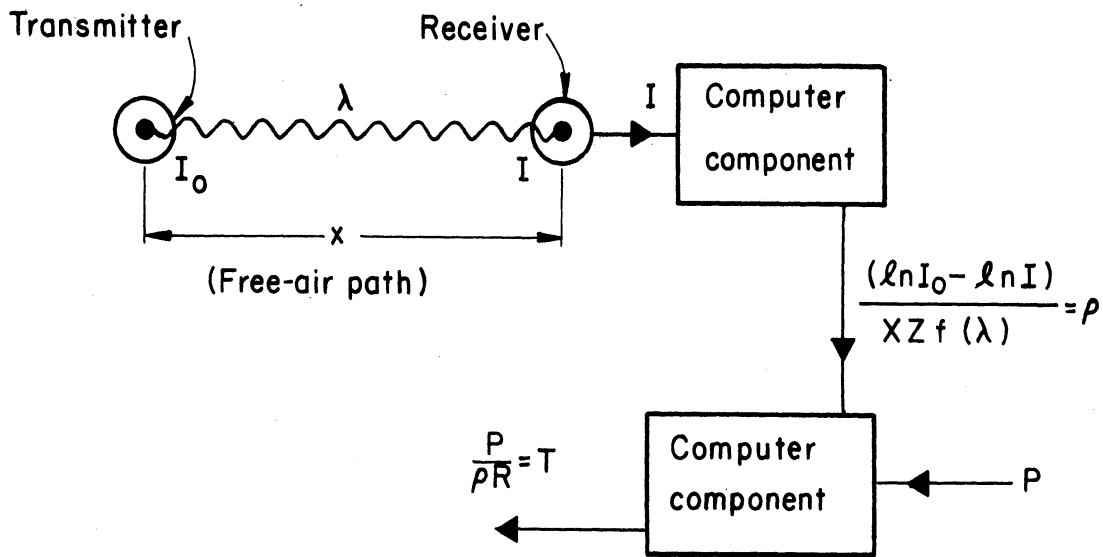 Transmitter
Receiver
λ
I
Computer
component
I₀
I
x
(Free-air path)
(ℓnI₀ - ℓnI)
XZf(λ)
=ρ
P
ρR
=T
Computer
component
P